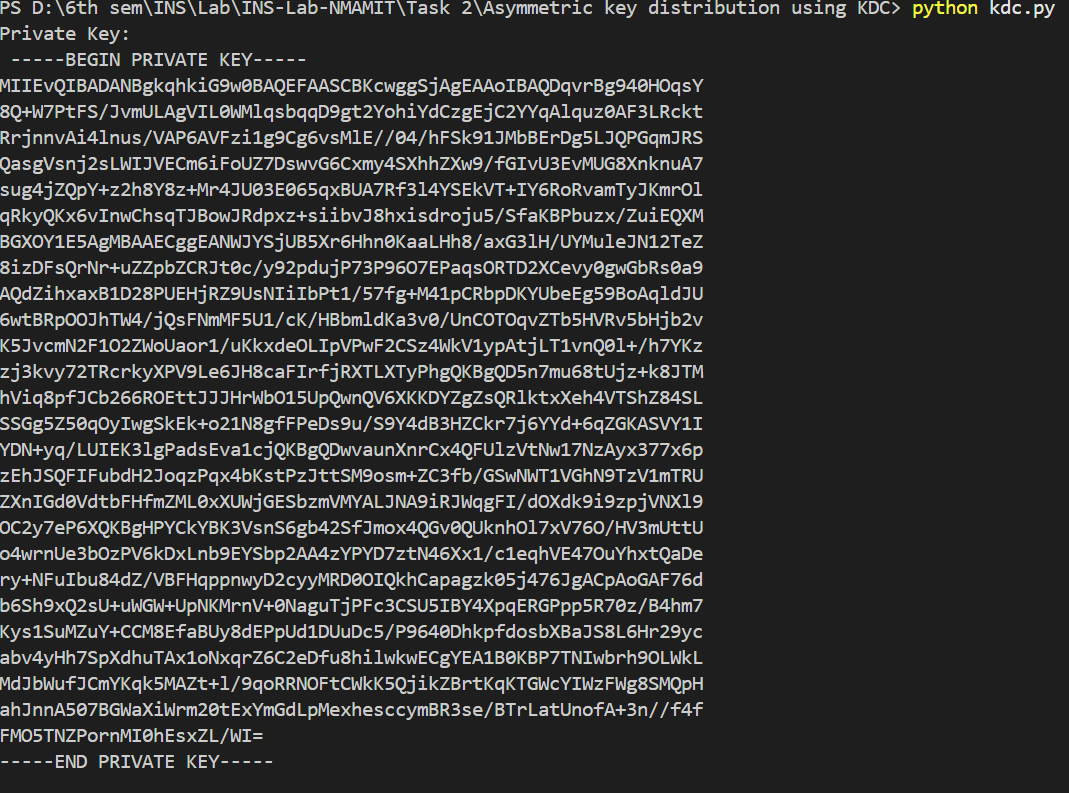 PS D:\6th sem\INS\Lab\INS-Lab-NMAMIT\Task 2\Asymmetric key distribution using KDC> python kdc.py
Private Key:
 -----BEGIN PRIVATE KEY-----
MIIEvQIBADANBgkqhkiG9w0BAQEFAASCBKcwggSjAgEAAoIBAQDqvrBg940HOqsY
8Q+W7PtFS/JvmULAgVIL0WMlqsbqqD9gt2YohiYdCzgEjC2YYqAlquz0AF3LRckt
RrjnnvAi4lnus/VAP6AVFzi1g9Cg6vsMlE//04/hFSk91JMbBErDg5LJQPGqmJRS
QasgVsnj2sLWIJVECm6iFoUZ7DswvG6Cxmy4SXhhZXw9/fGIvU3EvMUG8XnknuA7
sug4jZQpY+z2h8Y8z+Mr4JU03E065qxBUA7Rf3l4YSEkVT+IY6RoRvamTyJKmrOl
qRkyQKx6vInwChsqTJBowJRdpxz+siibvJ8hxisdroju5/SfaKBPbuzx/ZuiEQXM
BGXOY1E5AgMBAAECggEANWJYSjUB5Xr6Hhn0KaaLHh8/axG3lH/UYMuleJN12TeZ
8izDFsQrNr+uZZpbZCRJt0c/y92pdujP73P96O7EPaqsORTD2XCevy0gwGbRs0a9
AQdZihxaxB1D28PUEHjRZ9UsNIiIbPt1/57fg+M41pCRbpDKYUbeEg59BoAqldJU
6wtBRpOOJhTW4/jQsFNmMF5U1/cK/HBbmldKa3v0/UnCOTOqvZTb5HVRv5bHjb2v
K5JvcmN2F1O2ZWoUaor1/uKkxdeOLIpVPwF2CSz4WkV1ypAtjLT1vnQ0l+/h7YKz
zj3kvy72TRcrkyXPV9Le6JH8caFIrfjRXTLXTyPhgQKBgQD5n7mu68tUjz+k8JTM
hViq8pfJCb266ROEttJJJHrWbO15UpQwnQV6XKKDYZgZsQRlktxXeh4VTShZ84SL
SSGg5Z50qOyIwgSkEk+o21N8gfFPeDs9u/S9Y4dB3HZCkr7j6YYd+6qZGKASVY1I
YDN+yq/LUIEK3lgPadsEva1cjQKBgQDwvaunXnrCx4QFUlzVtNw17NzAyx377x6p
zEhJSQFIFubdH2JoqzPqx4bKstPzJttSM9osm+ZC3fb/GSwNWT1VGhN9TzV1mTRU
ZXnIGd0VdtbFHfmZML0xXUWjGESbzmVMYALJNA9iRJWqgFI/dOXdk9i9zpjVNXl9
OC2y7eP6XQKBgHPYCkYBK3VsnS6gb42SfJmox4QGv0QUknhOl7xV76O/HV3mUttU
o4wrnUe3bOzPV6kDxLnb9EYSbp2AA4zYPYD7ztN46Xx1/c1eqhVE47OuYhxtQaDe
ry+NFuIbu84dZ/VBFHqppnwyD2cyyMRD0OIQkhCapagzk05j476JgACpAoGAF76d
b6Sh9xQ2sU+uWGW+UpNKMrnV+0NaguTjPFc3CSU5IBY4XpqERGPpp5R70z/B4hm7
Kys1SuMZuY+CCM8EfaBUy8dEPpUd1DUuDc5/P9640DhkpfdosbXBaJS8L6Hr29yc
abv4yHh7SpXdhuTAx1oNxqrZ6C2eDfu8hilwkwECgYEA1B0KBP7TNIwbrh9OLWkL
MdJbWufJCmYKqk5MAZt+l/9qoRRNOFtCWkK5QjikZBrtKqKTGWcYIWzFWg8SMQpH
ahJnnA507BGWaXiWrm20tExYmGdLpMexhesccymBR3se/BTrLatUnofA+3n//f4f
FMO5TNZPornMI0hEsxZL/WI=
-----END PRIVATE KEY-----